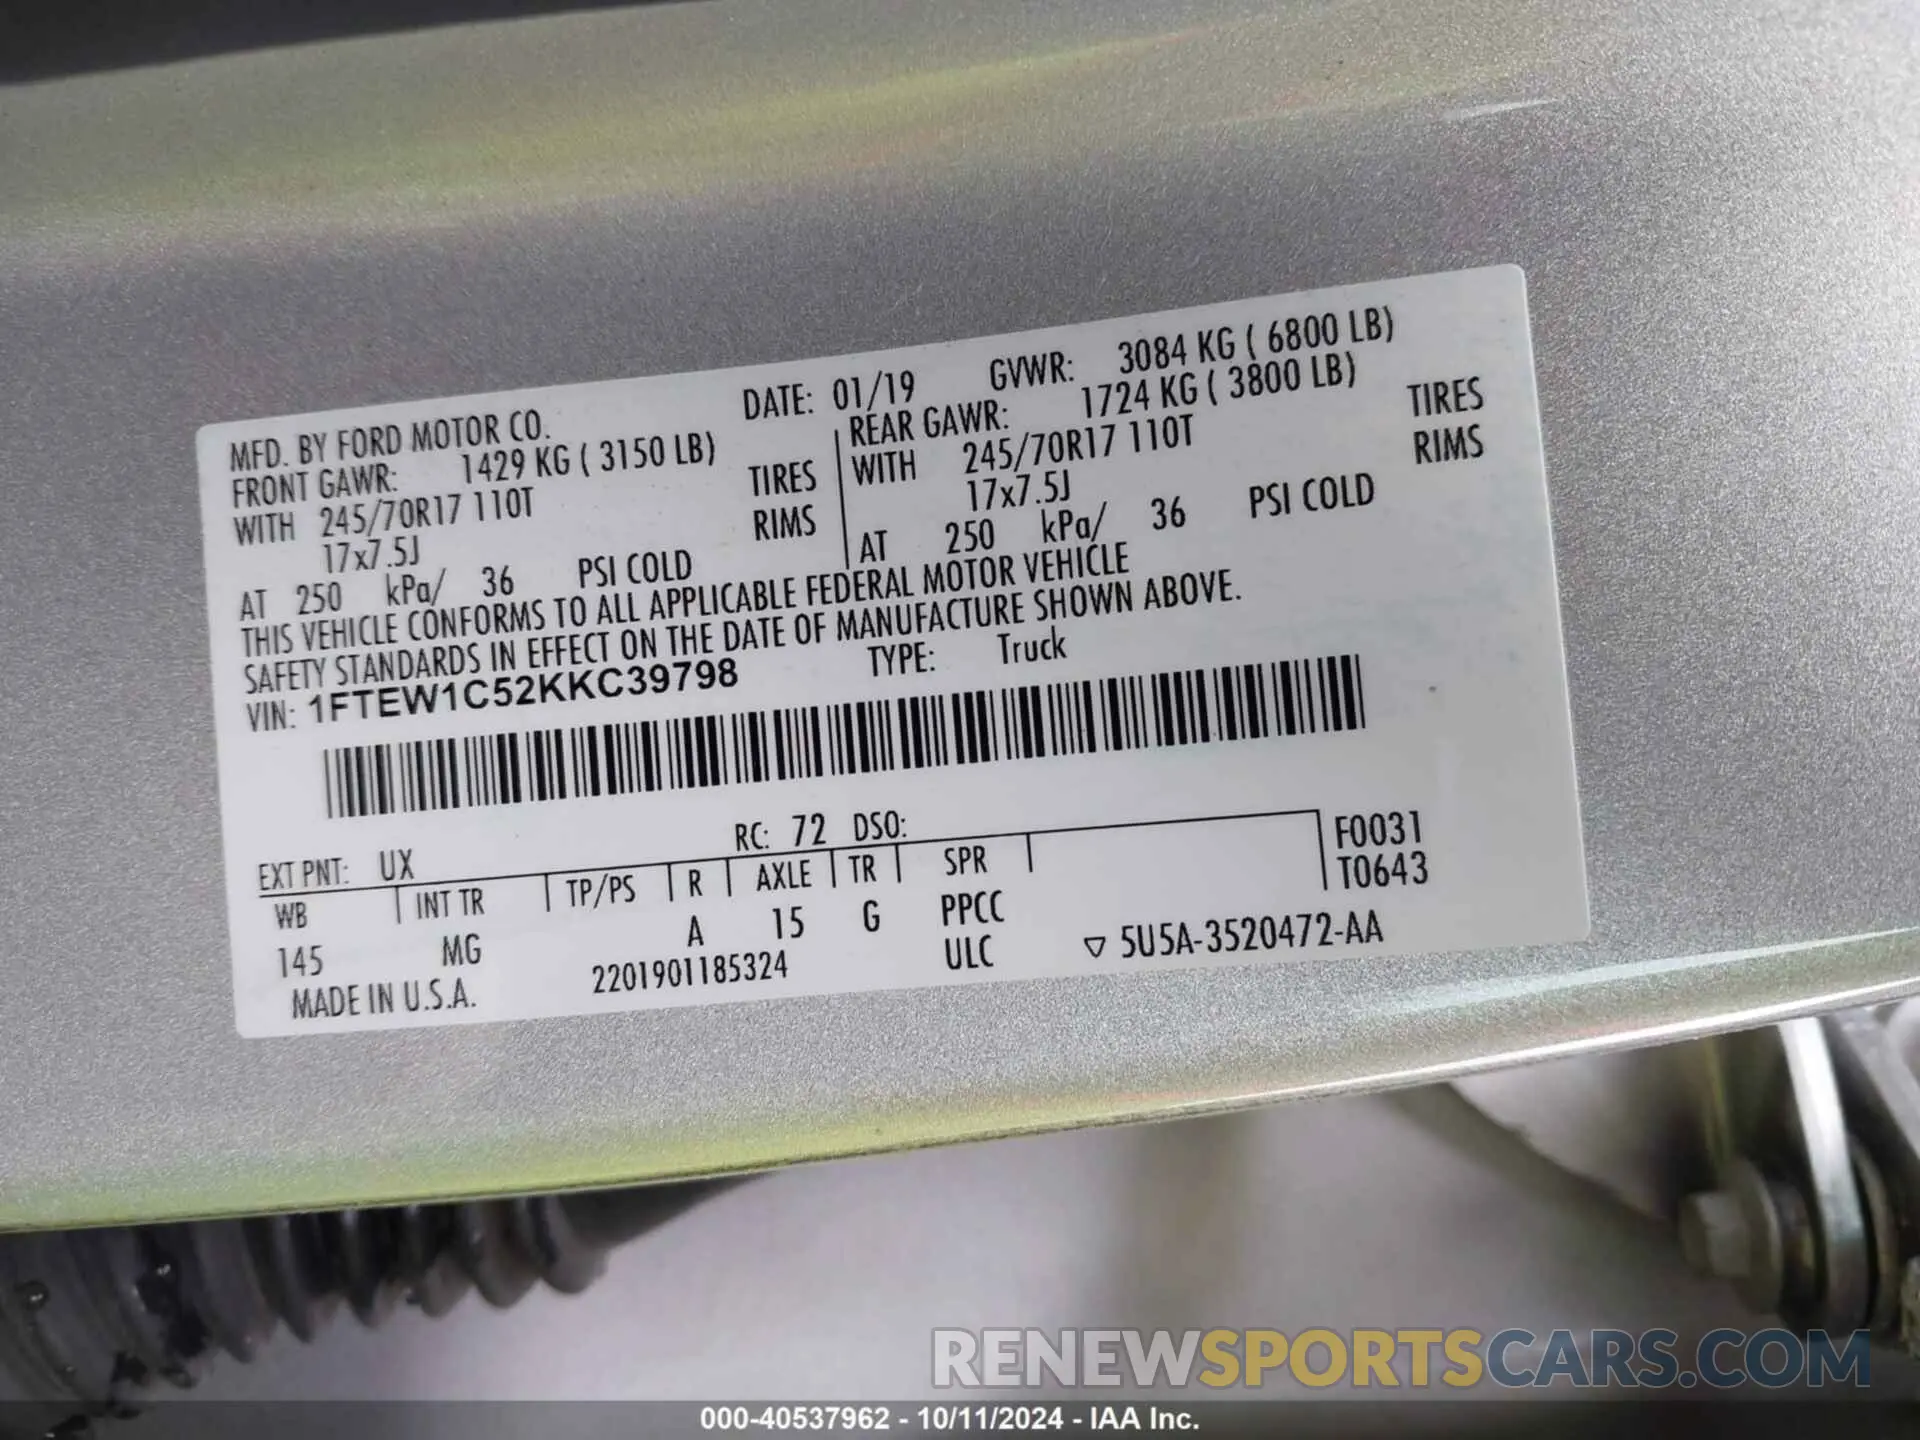 MFD. BY FORD MOTOR CO. DATE: 01/19 GVWR: 3084 KG ( 6800 LB)
FRONT GAWR: 1429 KG ( 3150 LB) REAR GAWR: 1724 KG ( 3800 LB)
WITH 245/70R17 110T TIRES WITH 245/70R17 110T TIRES
17x7.5J RIMS 17x7.5J RIMS
AT 250 kPa/ 36 PSI COLD AT 250 kPa/ 36 PSI COLD
THIS VEHICLE CONFORMS TO ALL APPLICABLE FEDERAL MOTOR VEHICLE
SAFETY STANDARDS IN EFFECT ON THE DATE OF MANUFACTURE SHOWN ABOVE.
VIN: 1FTEW1C52KKC39798 TYPE: Truck
EXT PNT: UX RC: 72 DSO: F0031
WB INT TR TP/PS R AXLE TR SPR T0643
145 MG A 15 G PPCC
MADE IN U.S.A. 2201901185324 ULC ▽ 5U5A-3520472-AA
RENEWSPORTSCARS.COM
000-40537962 - 10/11/2024 - IAA Inc.